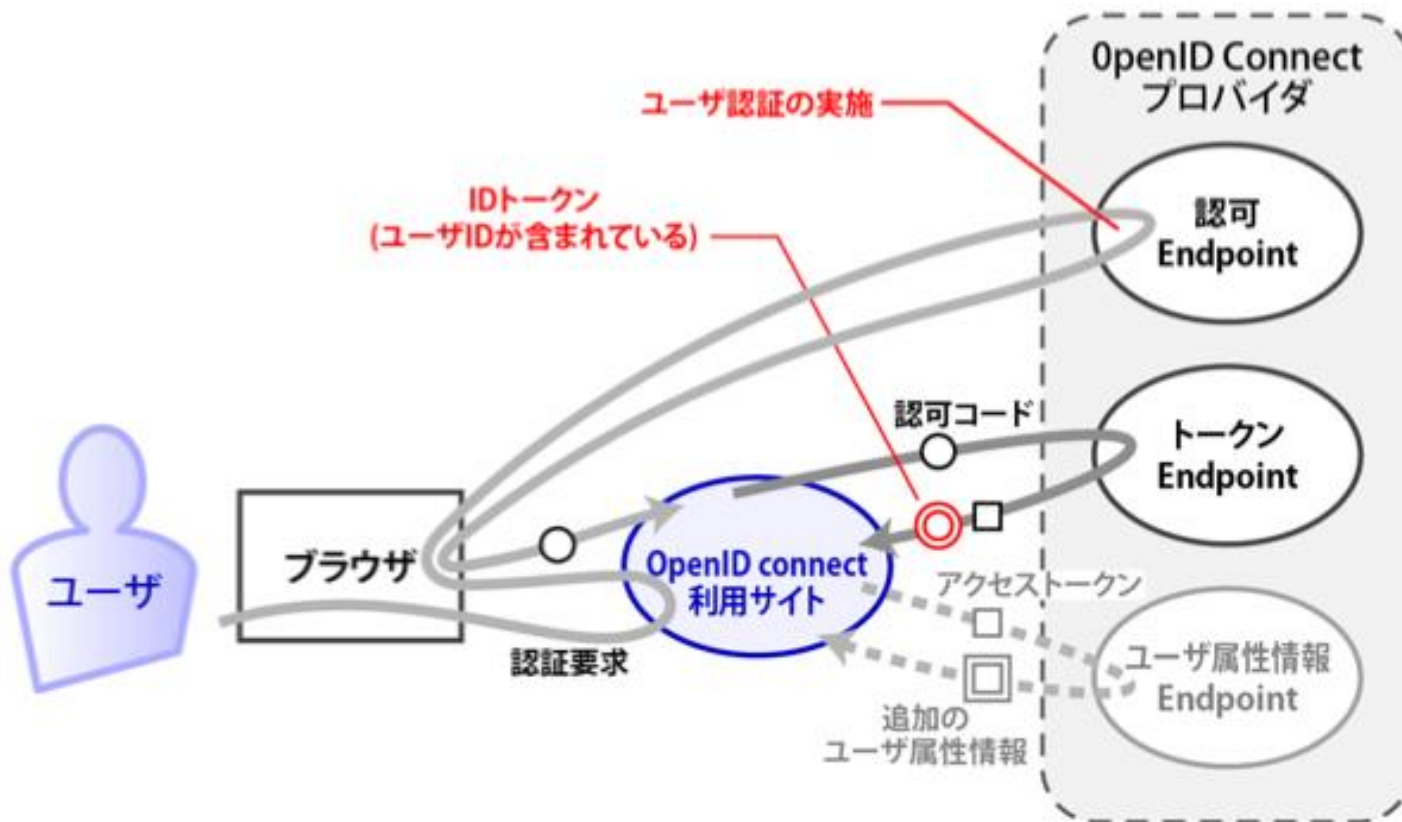 0penID Connect
プロバイダ
ユーザ認証の実施
IDトークン
(ユーザIDが含まれている)
認可
Endpoint
認可コード
トークン
Endpoint
ユーザ
ブラウザ
OpenID connect
利用サイト
認証要求
アクセストークン
ユーザ属性情報
Endpoint
追加の
ユーザ属性情報